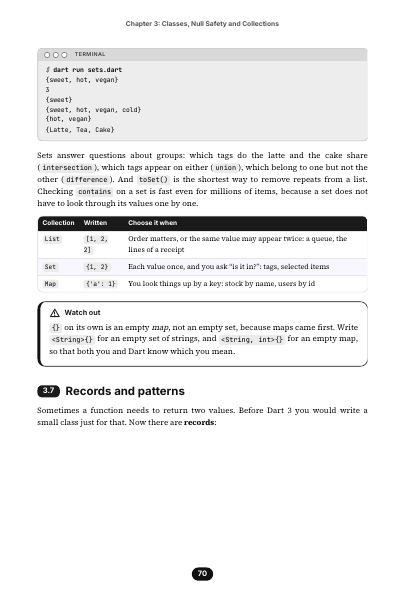 Chapter 3: Classes, Null Safety and Collections
TERMINAL
# dart run sets.dart
{sweet, hot, vegan}
3
{sweet}
{sweet, hot, vegan, cold}
{hot, vegan}
{Latte, Tea, Cake}
Sets answer questions about groups: which tags do the latte and the cake share
(intersection), which tags appear on either (union), which belong to one but not the
other (difference). And toSet() is the shortest way to remove repeats from a list.
Checking contains on a set is fast even for millions of items, because a set does not
have to look through its values one by one.
Collection Written Choose it when
List [1, 2, 2] Order matters, or the same value may appear twice: a queue, the
lines of a receipt
Set {1, 2} Each value once, and you ask “is it in?”: tags, selected items
Map {'a': 1} You look things up by a key: stock by name, users by id
Watch out
{} on its own is an empty map, not an empty set, because maps came first. Write
<String>{} for an empty set of strings, and <String, int>{} for an empty map,
so that both you and Dart know which you mean.
3.7 Records and patterns
Sometimes a function needs to return two values. Before Dart 3 you would write a
small class just for that. Now there are records:
70